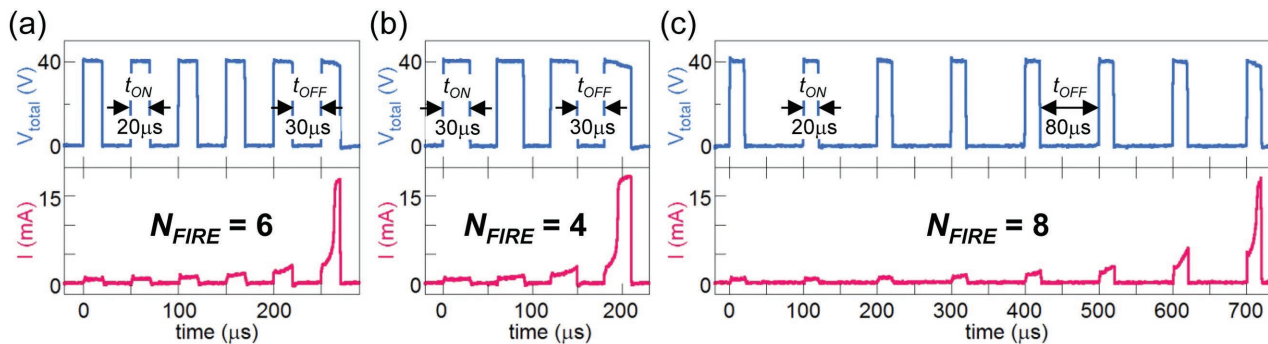 (a)
40
V_total (V)
0
t_ON
20μs
t_OFF
30μs
15
I (mA)
0
N_FIRE = 6
0
100
200
time (μs)
(b)
40
V_total (V)
0
t_ON
30μs
t_OFF
30μs
15
I (mA)
0
N_FIRE = 4
0
100
200
time (μs)
(c)
40
V_total (V)
0
t_ON
20μs
t_OFF
80μs
15
I (mA)
0
N_FIRE = 8
0
100
200
300
400
500
600
700
time (μs)